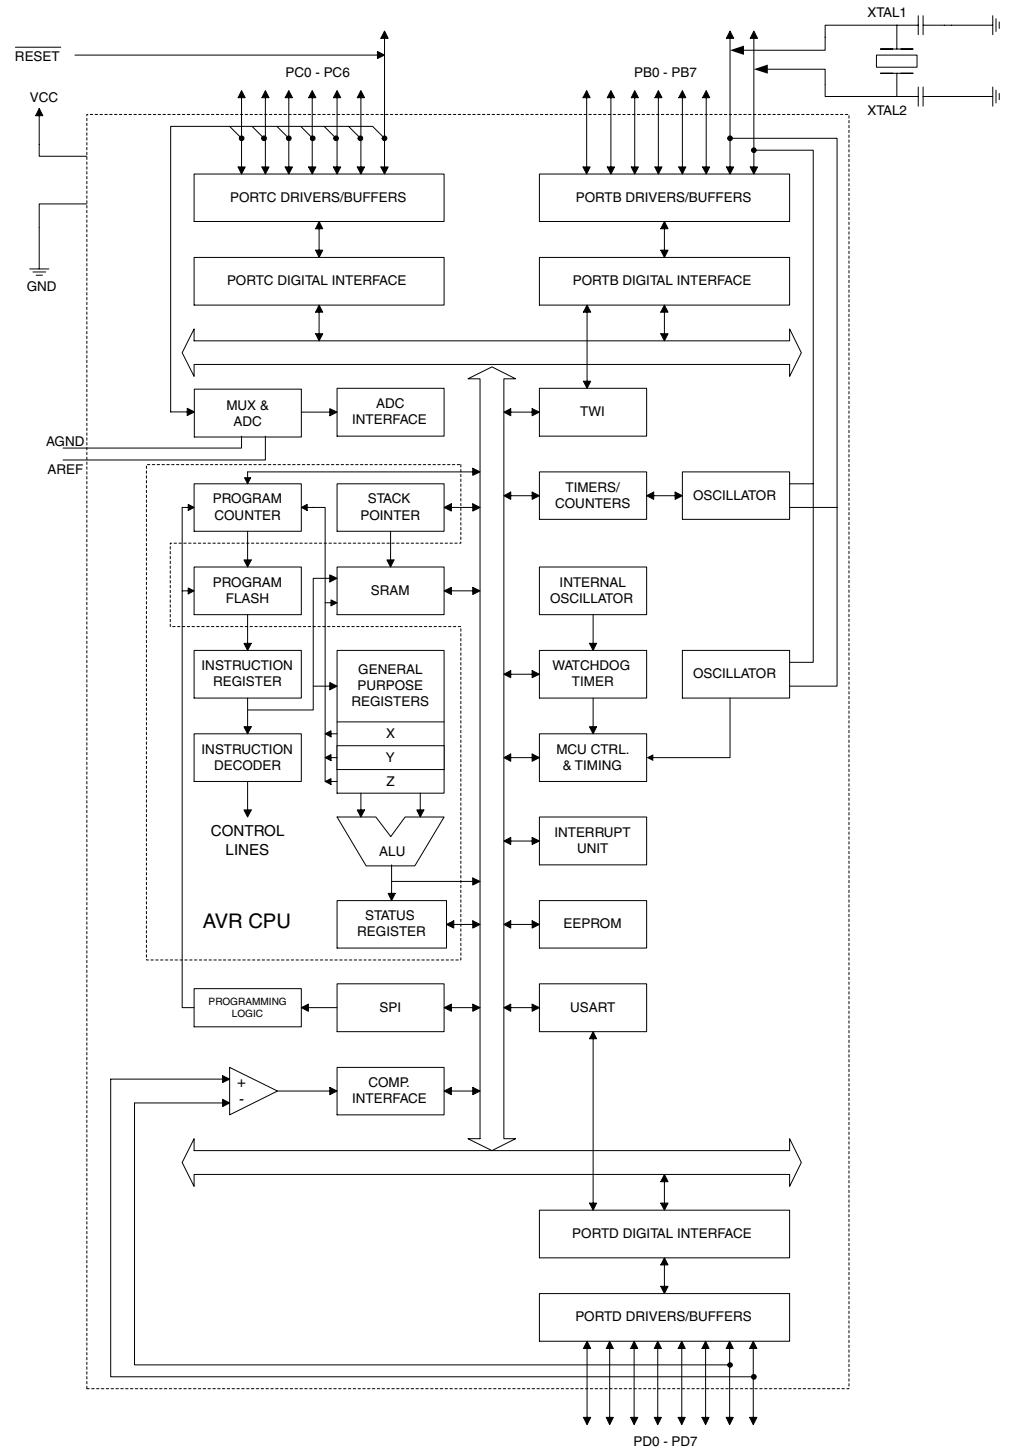 XTAL1
RESET
PC0 - PC6
PB0 - PB7
VCC
XTAL2
PORTC DRIVERS/BUFFERS
PORTB DRIVERS/BUFFERS
GND
PORTC DIGITAL INTERFACE
PORTB DIGITAL INTERFACE
MUX &
ADC
ADC
INTERFACE
TWI
AGND
AREF
PROGRAM
COUNTER
STACK
POINTER
TIMERS/
COUNTERS
OSCILLATOR
PROGRAM
FLASH
SRAM
INTERNAL
OSCILLATOR
INSTRUCTION
REGISTER
GENERAL
PURPOSE
REGISTERS
WATCHDOG
TIMER
OSCILLATOR
X
INSTRUCTION
DECODER
Y
Z
MCU CTRL.
& TIMING
CONTROL
LINES
ALU
INTERRUPT
UNIT
AVR CPU
STATUS
REGISTER
EEPROM
PROGRAMMING
LOGIC
SPI
USART
+
-
COMP.
INTERFACE
PORTD DIGITAL INTERFACE
PORTD DRIVERS/BUFFERS
PD0 - PD7